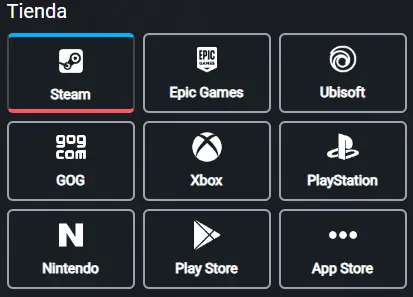 Tienda
Steam
EPIC
GAMES
Epic Games
Ubisoft
gog
com
GOG
Xbox
PlayStation
N
Nintendo
Play Store
App Store